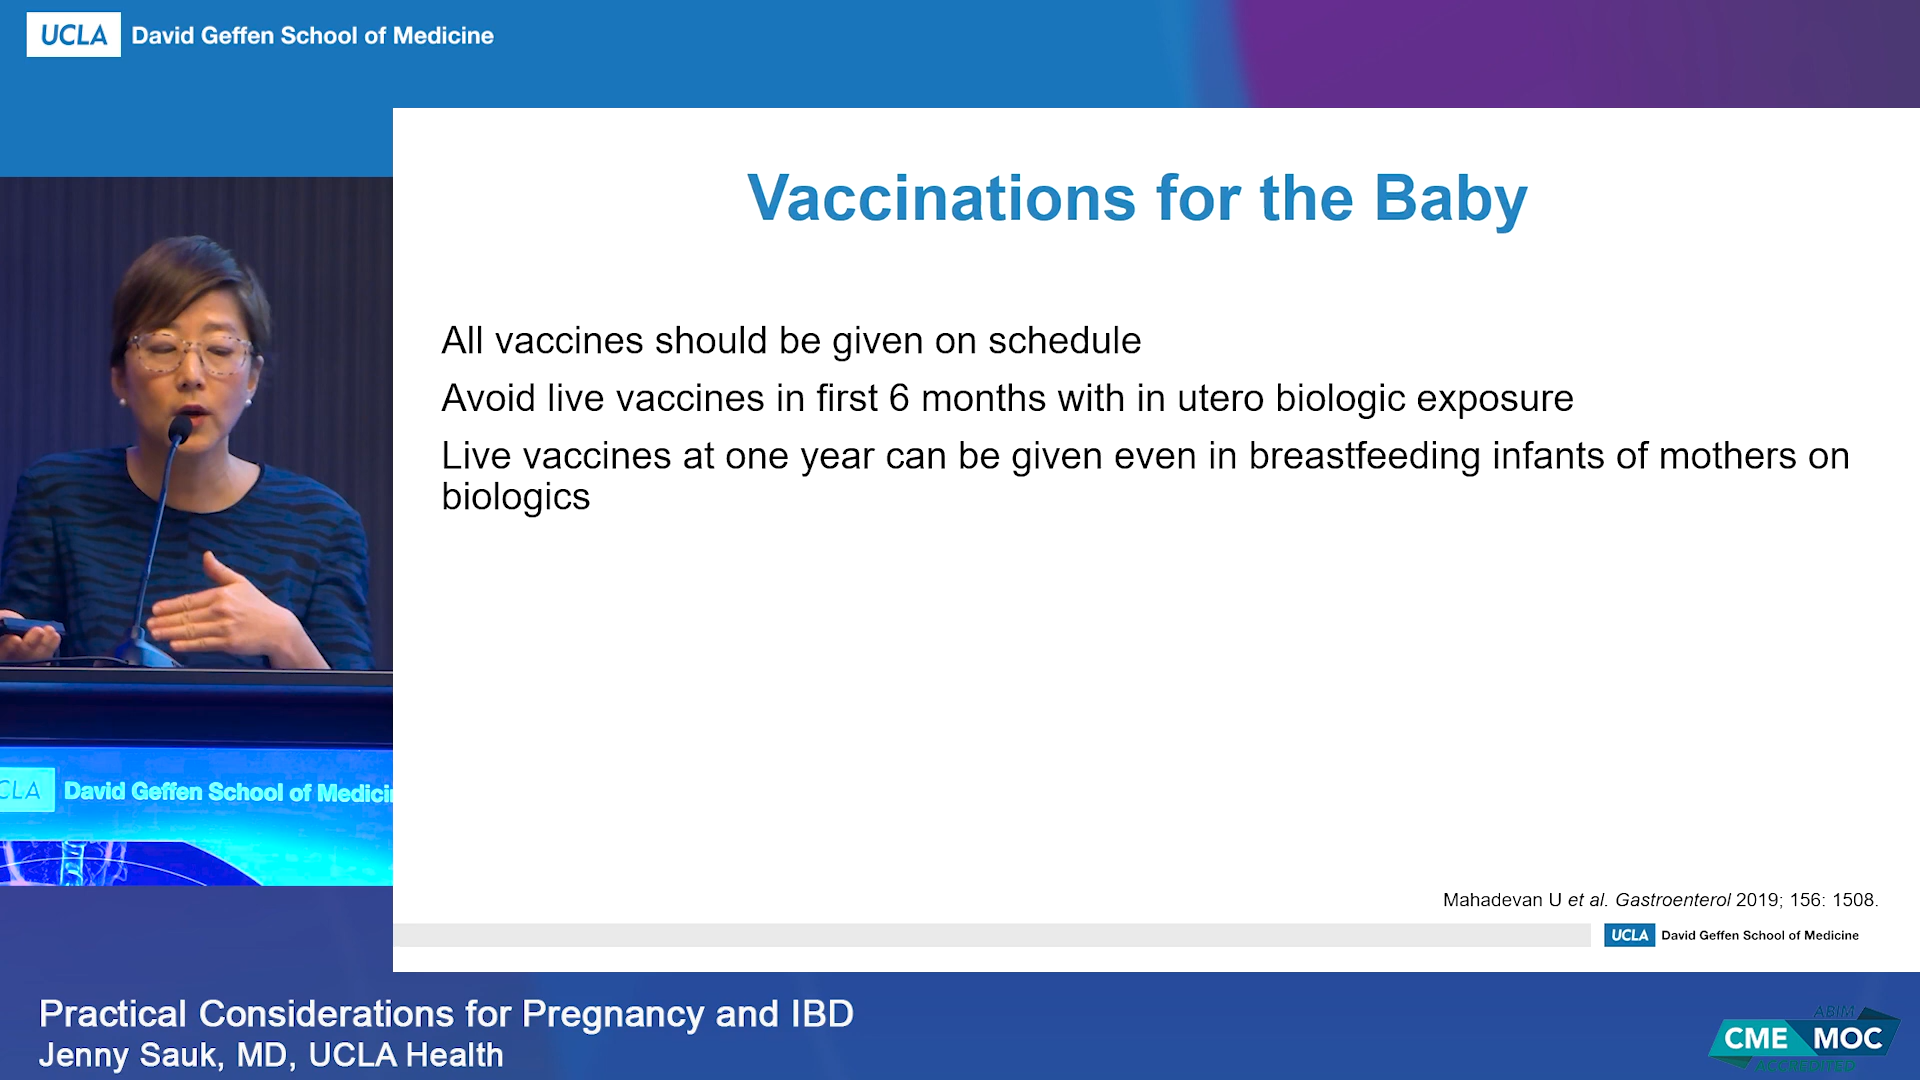 UCLA David Geffen School of Medicine
Vaccinations for the Baby
All vaccines should be given on schedule
Avoid live vaccines in first 6 months with in utero biologic exposure
Live vaccines at one year can be given even in breastfeeding infants of mothers on
biologics
CLA David Geffen School of Medici
Mahadevan U et al. Gastroenterol 2019; 156: 1508.
UCLA David Geffen School of Medicine
Practical Considerations for Pregnancy and IBD
Jenny Sauk, MD, UCLA Health
ABIM
CME MOC
ACCREDITED